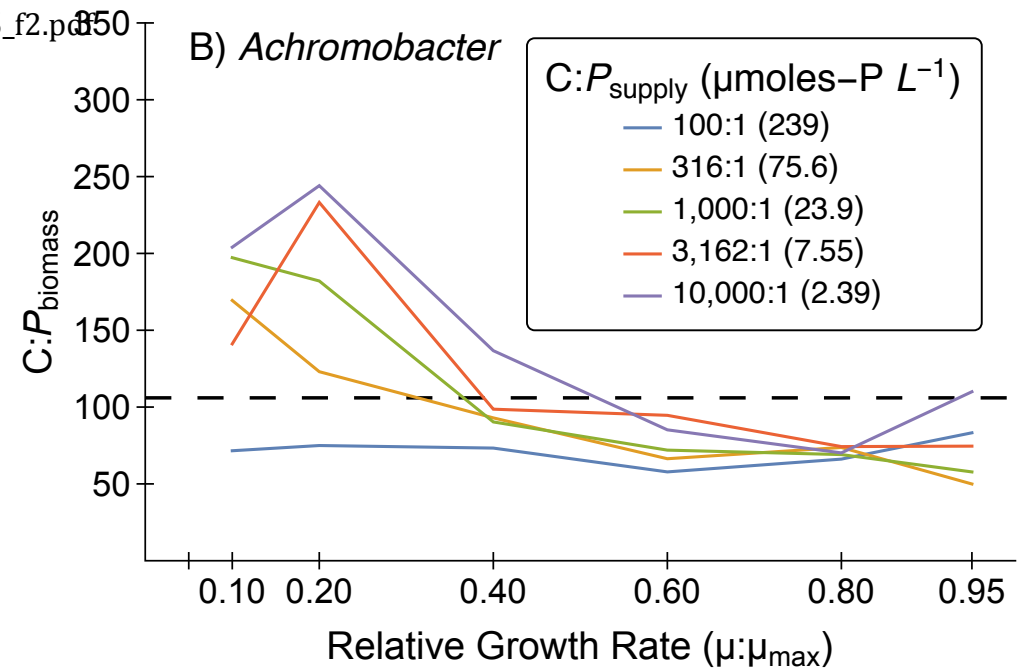 _f2.pdf
B) Achromobacter
C:Psupply (μmoles–P L⁻¹)
100:1 (239)
316:1 (75.6)
1,000:1 (23.9)
3,162:1 (7.55)
10,000:1 (2.39)
350
300
250
200
150
100
50
C:Pbiomass
0.10 0.20 0.40 0.60 0.80 0.95
Relative Growth Rate (μ:μmax)